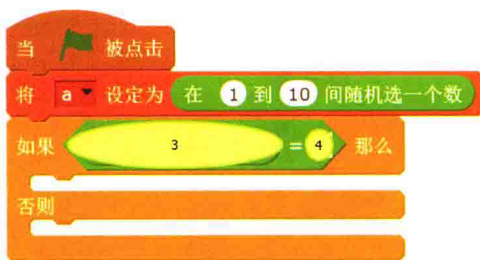 当 被点击
将 a 设定为 在 1 到 10 间随机选一个数
如果 3 = 4 那么
否则